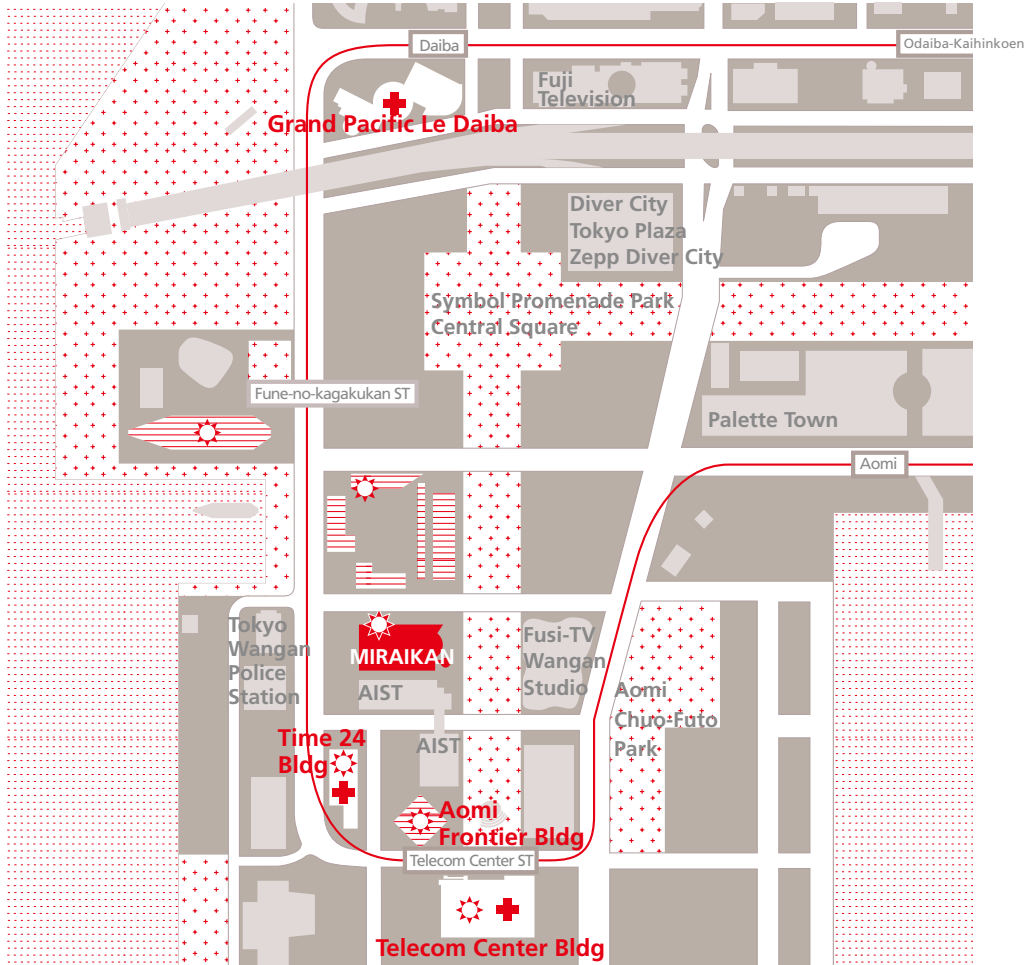 Daiba
Odaiba-Kaihinkoen
Fuji
Television
Grand Pacific Le Daiba
Diver City
Tokyo Plaza
Zepp Diver City
Symbol Promenade Park
Central Square
Fune-no-kagakukan ST
Palette Town
Aomi
Tokyo
Wangan
Police
Station
MIRAIKAN
AIST
Fusi-TV
Wangan
Studio
Aomi
Chuo-Futo
Park
Time 24
Bldg
AIST
Aomi
Frontier Bldg
Telecom Center ST
Telecom Center Bldg